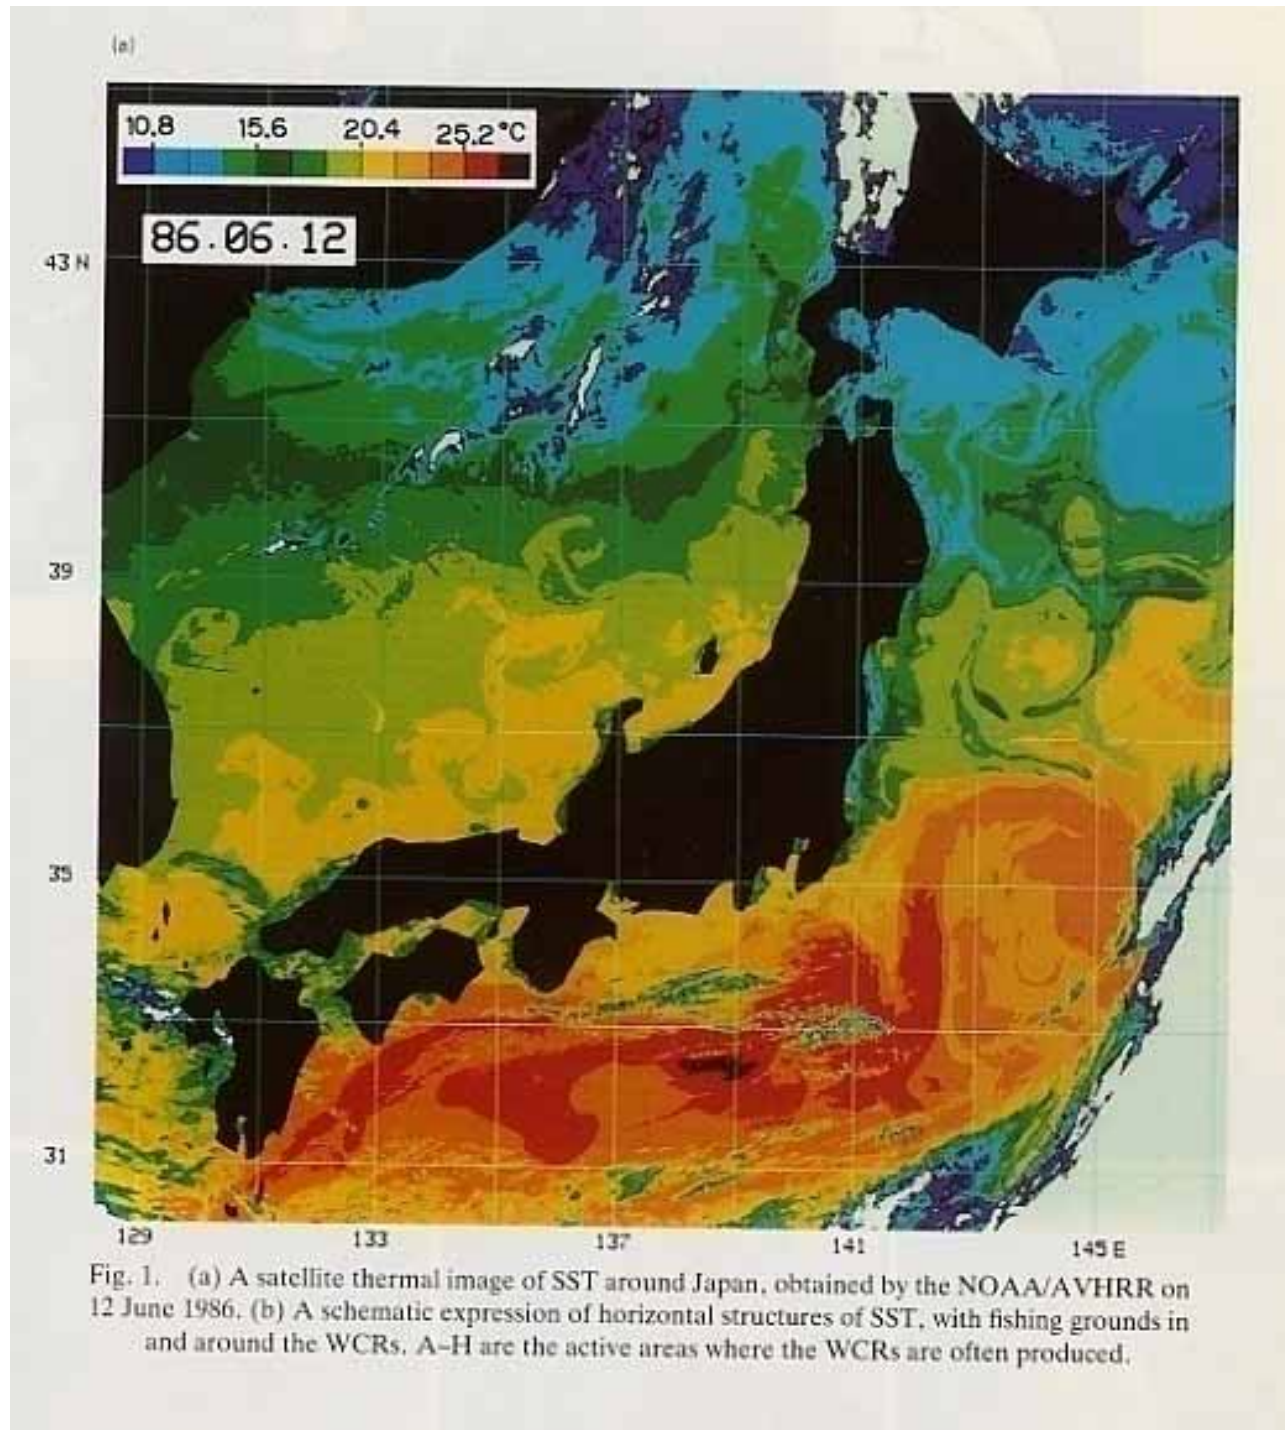 (a)
10.8 15.6 20.4 25.2°C
86.06.12
43 N
39
35
31
129 133 137 141 145 E
Fig. 1. (a) A satellite thermal image of SST around Japan, obtained by the NOAA/AVHRR on
12 June 1986. (b) A schematic expression of horizontal structures of SST, with fishing grounds in
and around the WCRs. A–H are the active areas where the WCRs are often produced.